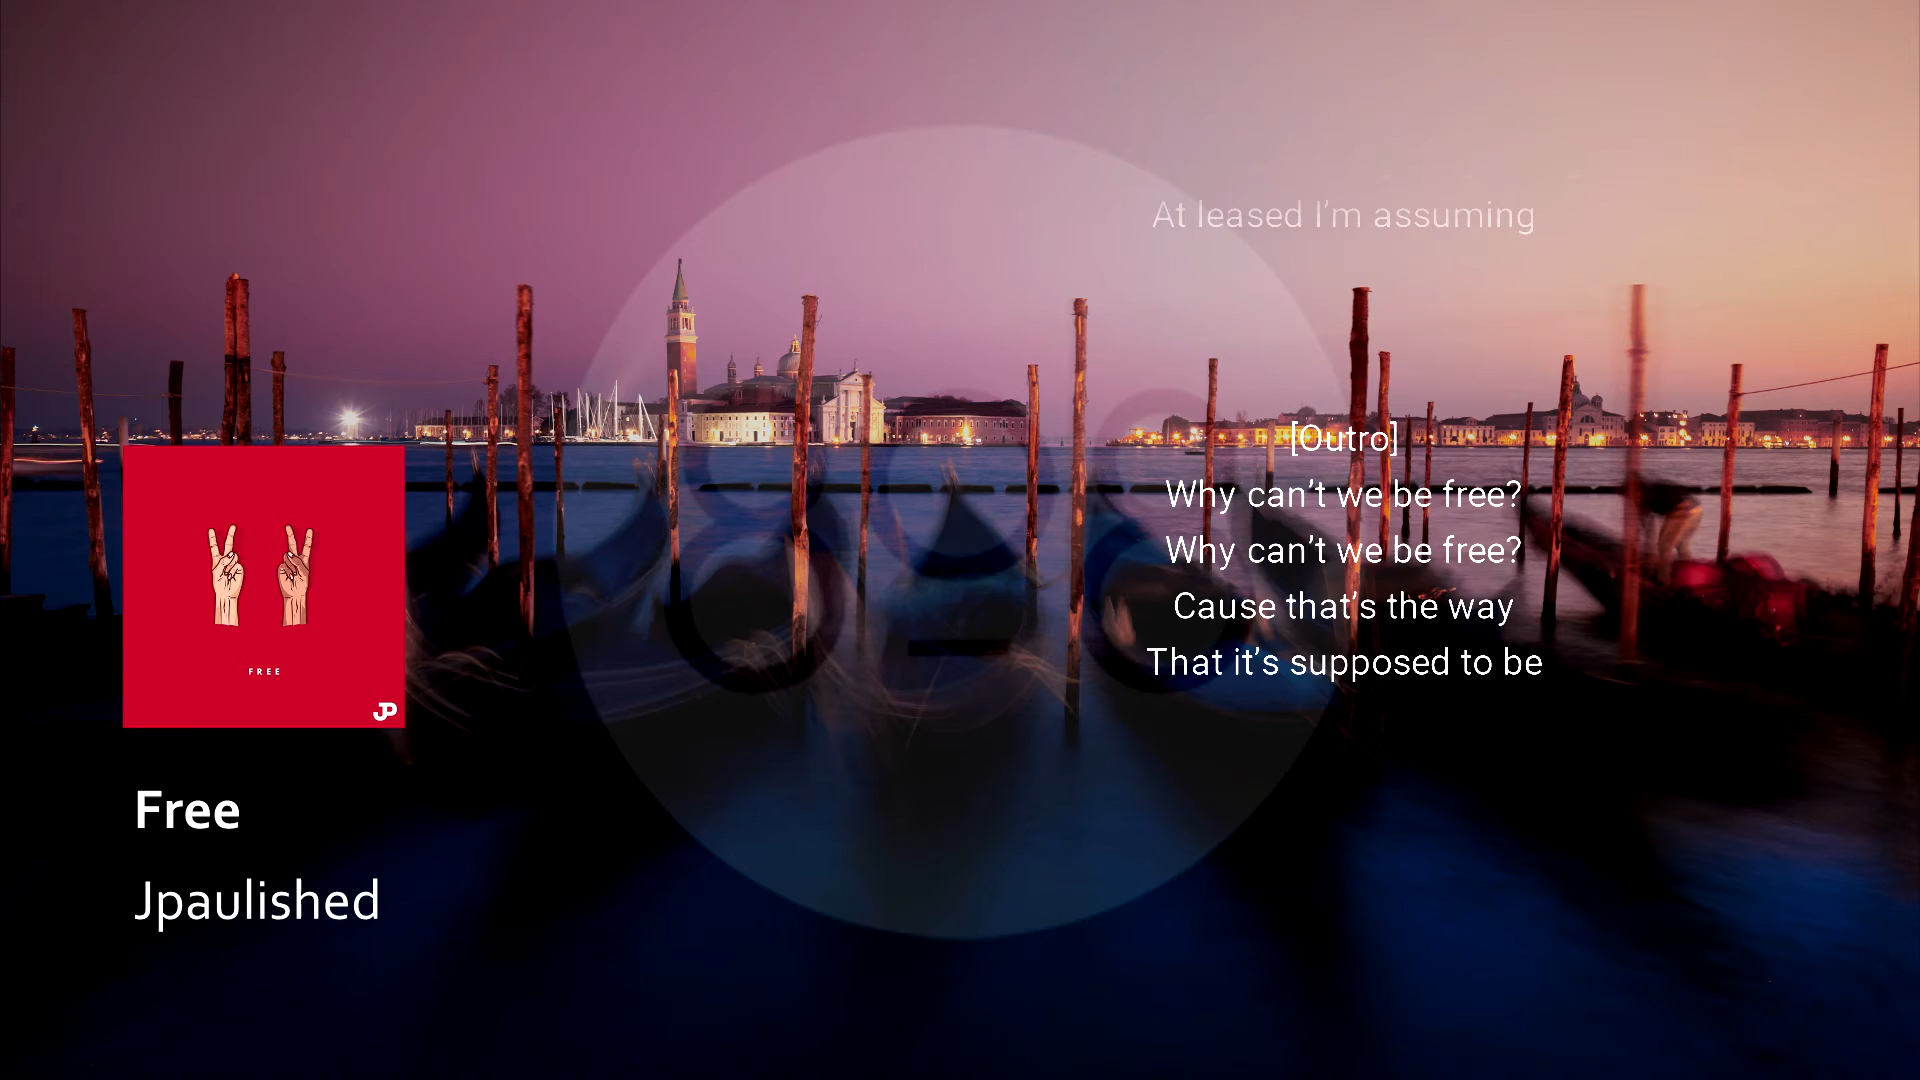 At leased I'm assuming
[Outro]
Why can't we be free?
Why can't we be free?
Cause that's the way
That it's supposed to be
FREE
JP
Free
Jpaulished